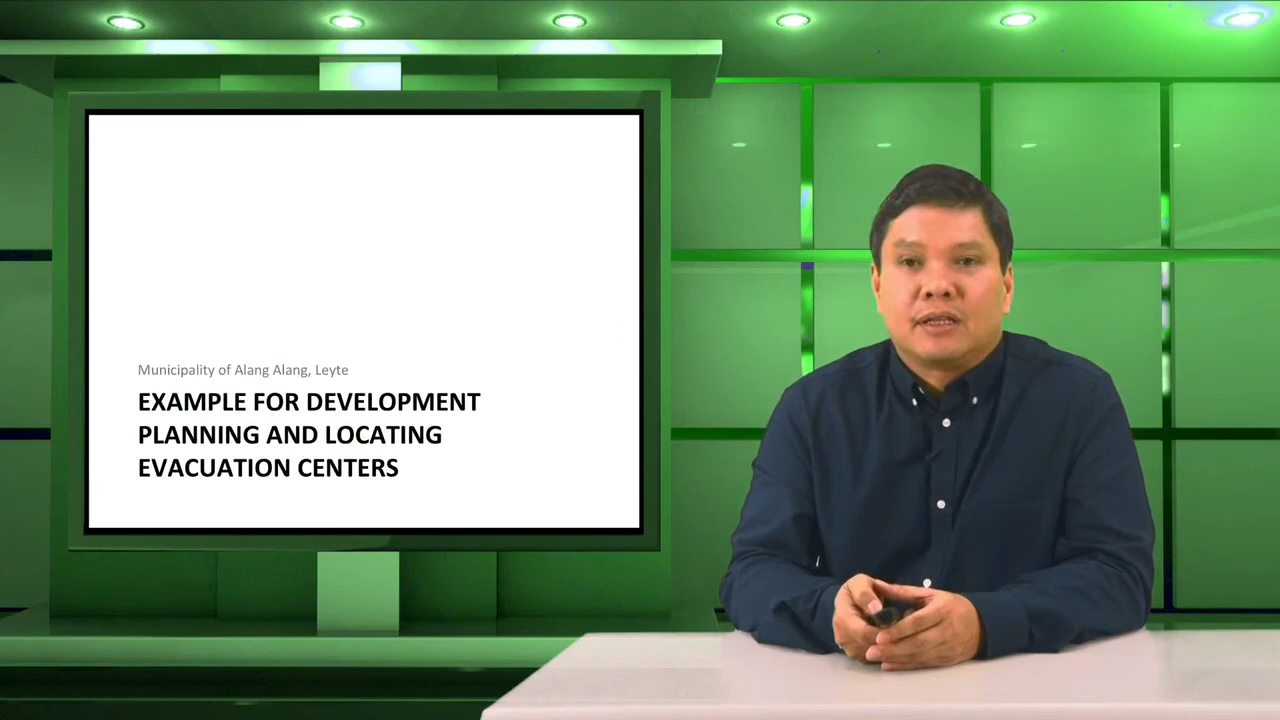 Municipality of Alang Alang, Leyte
EXAMPLE FOR DEVELOPMENT
PLANNING AND LOCATING
EVACUATION CENTERS